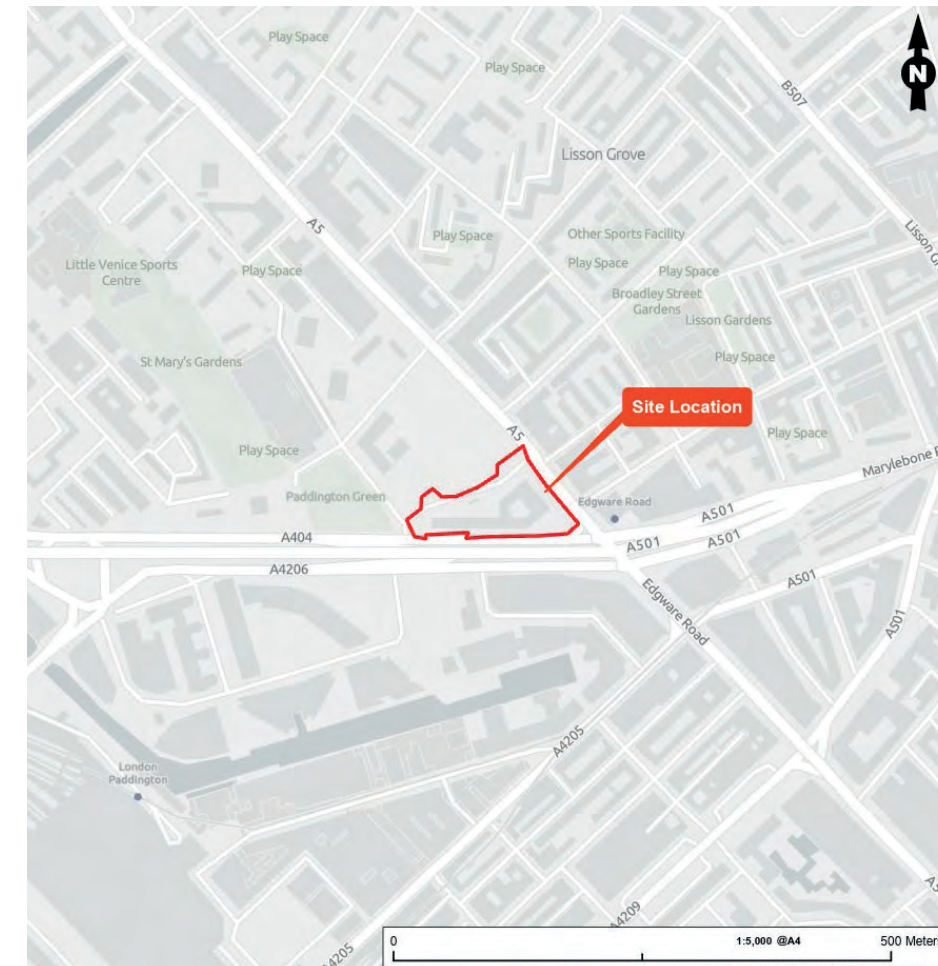 Play Space
N
Play Space
B507
Lisson Grove
A5
Play Space
Other Sports Facility
Little Venice Sports
Centre
Play Space
Play Space
Play Space
Lisson
Broadley Street
Gardens
Lisson Gardens
St Mary's Gardens
Play Space
Site Location
A5
Play Space
Play Space
Marylebone
Paddington Green
Edgware Road
A501
A501
A404
A501
A501
A4206
A501
Edgware Road
A501
A4205
London
Paddington
A4209
A4205
0
1:5,000 @A4
500 Meters